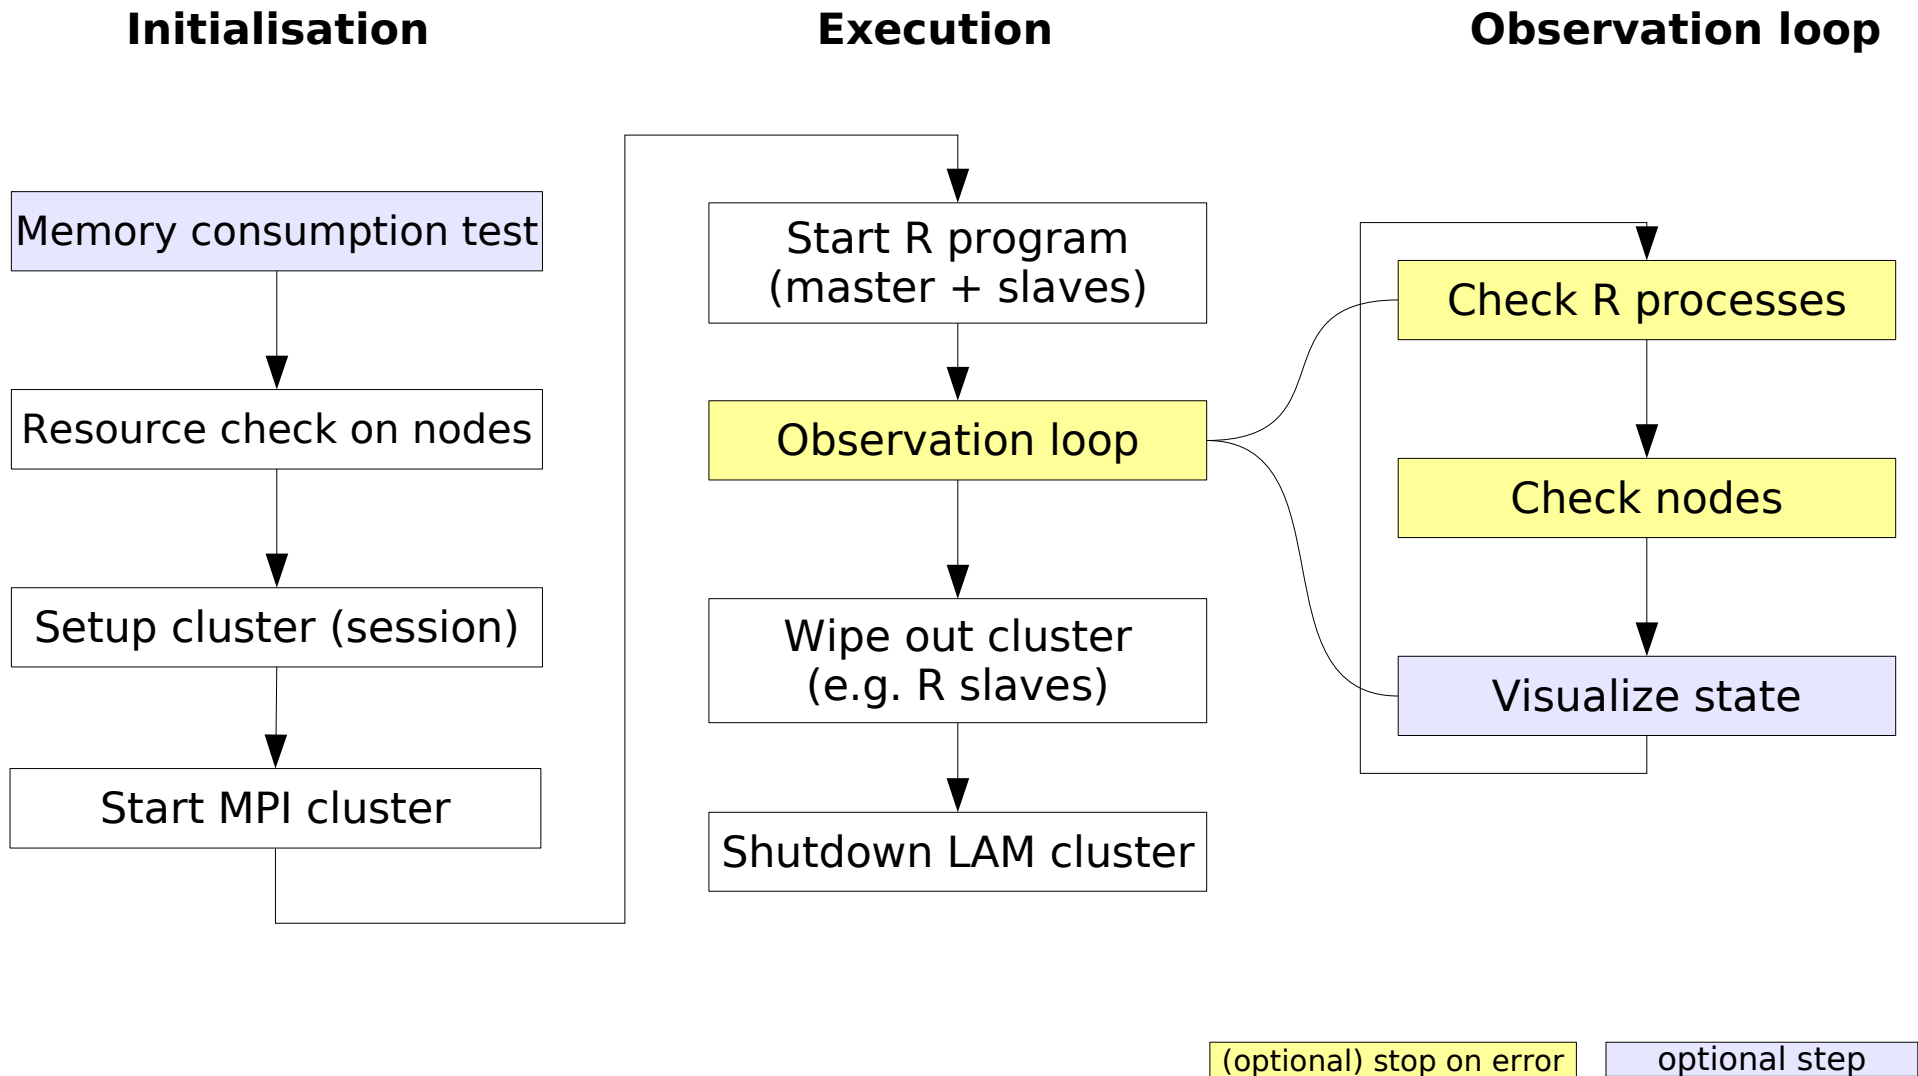 Initialisation
Memory consumption test
Resource check on nodes
Setup cluster (session)
Start MPI cluster
Execution
Start R program
(master + slaves)
Observation loop
Wipe out cluster
(e.g. R slaves)
Shutdown LAM cluster
Observation loop
Check R processes
Check nodes
Visualize state
(optional) stop on error
optional step